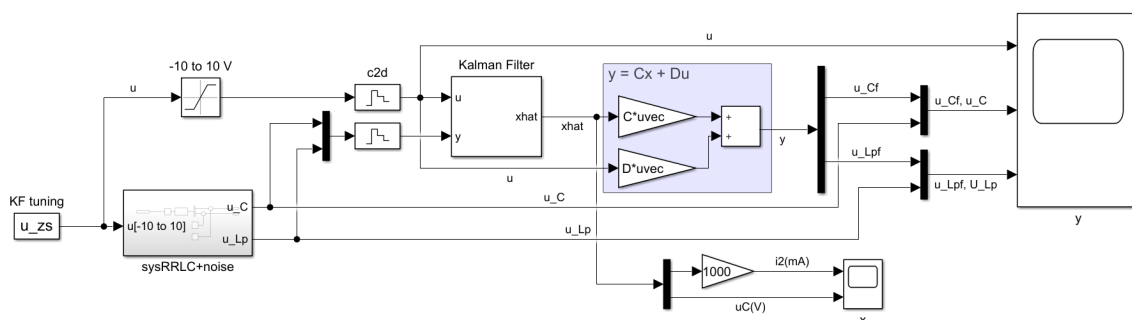 u
-10 to 10 V
c2d
Kalman Filter
y = Cx + Du
u_Cf
u_Cf, u_C
u
y
xhat
xhat
C*uvec
+
+
y
D*uvec
u_Lpf
u_Lpf, U_Lp
y
u
u
KF tuning
u_zs
u[-10 to 10]
u_C
u_Lp
u_C
u_Lp
sysRRLC+noise
1000
i2(mA)
uC(V)